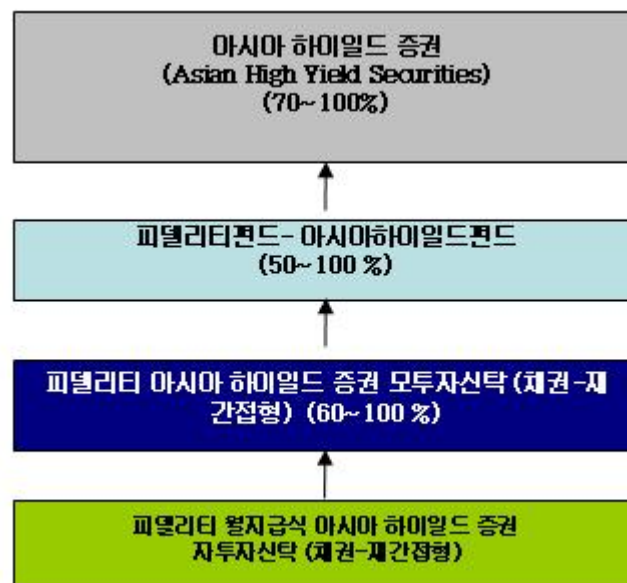 아시아 하이일드 증권
(Asian High Yield Securities)
(70~100%)
피델리티펀드- 아시아하이일드펀드
(50~100 %)
피델리티 아시아 하이일드 증권 모투자신탁 (채권-재
간접형) (60~100 %)
피델리티 월지급식 아시아 하이일드 증권
자투자신탁 (채권-재간접형)